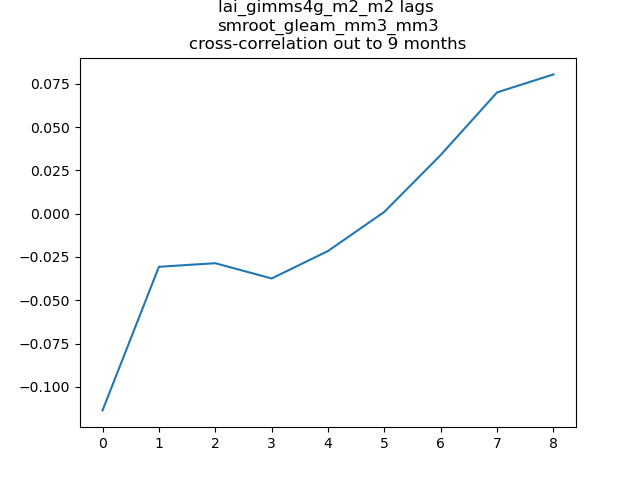 lai_gimms4g_m2_m2 lags
smroot_gleam_mm3_mm3
cross-correlation out to 9 months
0.075
0.050
0.025
0.000
−0.025
−0.050
−0.075
−0.100
0 1 2 3 4 5 6 7 8